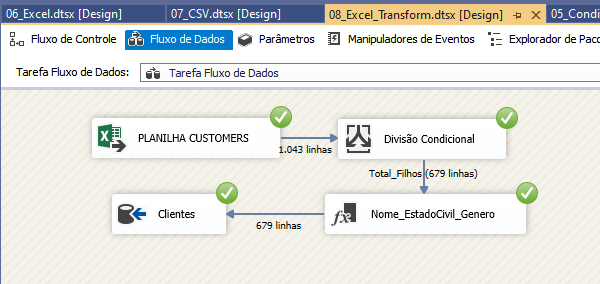 06_Excel.dtsx [Design] 07_CSV.dtsx [Design] 08_Excel_Transform.dtsx [Design] 05_Condi
Fluxo de Controle Fluxo de Dados Parâmetros Manipuladores de Eventos Explorador de Paco
Tarefa Fluxo de Dados: Tarefa Fluxo de Dados
PLANILHA CUSTOMERS
1.043 linhas
Divisão Condicional
Total_Filhos (679 linhas)
Nome_EstadoCivil_Genero
679 linhas
Clientes